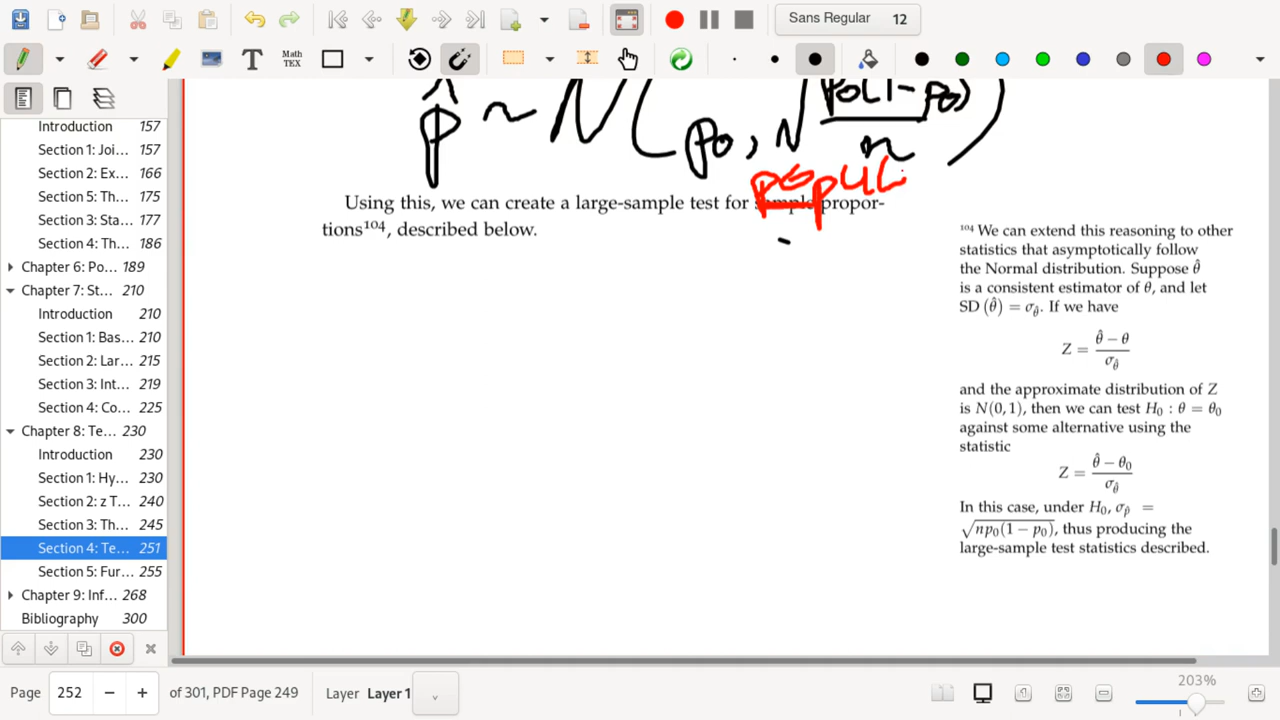 Sans Regular 12
Math
TEX
Introduction 157
Section 1: Joi... 157
Section 2: Ex... 166
Section 5: Th... 175
Section 3: Sta... 177
Section 4: Th... 186
Chapter 6: Po... 189
Chapter 7: St... 210
Introduction 210
Section 1: Bas... 210
Section 2: Lar... 215
Section 3: Int... 219
Section 4: Co... 225
Chapter 8: Te... 230
Introduction 230
Section 1: Hy... 230
Section 2: z T... 240
Section 3: Th... 245
Section 4: Te... 251
Section 5: Fur... 255
Chapter 9: Inf... 268
Bibliography 300
p̂ ~ N(p0, √(p0(1-p0)/n))
popul
Using this, we can create a large-sample test for sample propor-
tions¹⁰⁴, described below.
¹⁰⁴ We can extend this reasoning to other
statistics that asymptotically follow
the Normal distribution. Suppose θ̂
is a consistent estimator of θ, and let
SD (θ̂) = σ_θ̂. If we have
Z = (θ̂ − θ)/σ_θ̂
and the approximate distribution of Z
is N(0, 1), then we can test H₀ : θ = θ₀
against some alternative using the
statistic
Z = (θ̂ − θ₀)/σ_θ̂
In this case, under H₀, σ_p̂ =
√(np₀(1 − p₀)), thus producing the
large-sample test statistics described.
Page 252 of 301, PDF Page 249 Layer Layer 1 203%